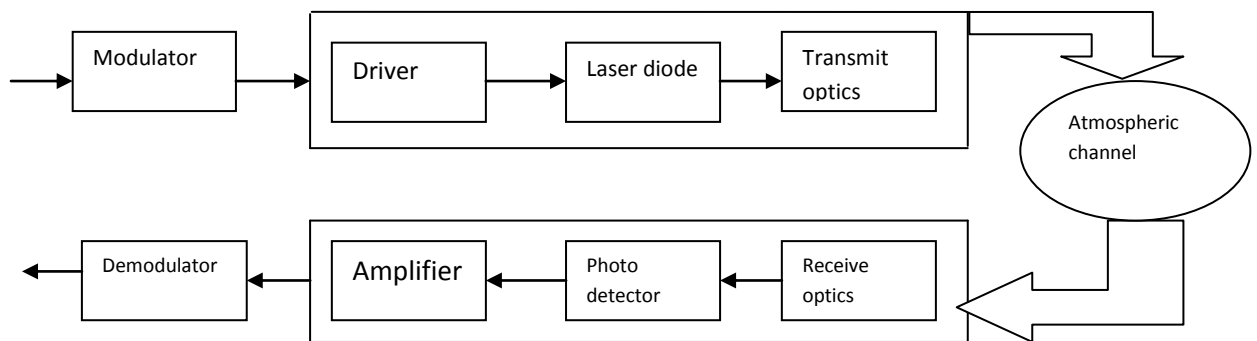 Modulator
Driver
Laser diode
Transmit
optics
Atmospheric
channel
Demodulator
Amplifier
Photo
detector
Receive
optics